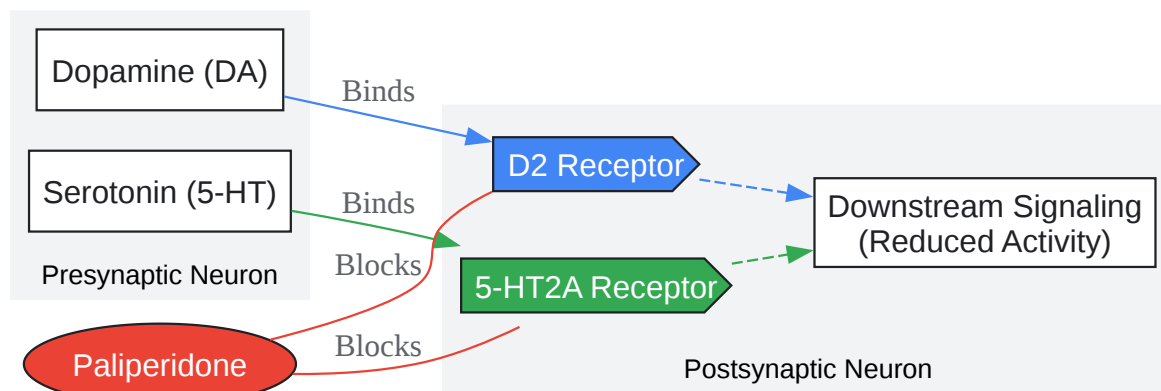 Dopamine (DA)
Binds
D2 Receptor
Serotonin (5-HT)
Binds
Downstream Signaling
(Reduced Activity)
Presynaptic Neuron
Blocks
5-HT2A Receptor
Paliperidone
Blocks
Postsynaptic Neuron